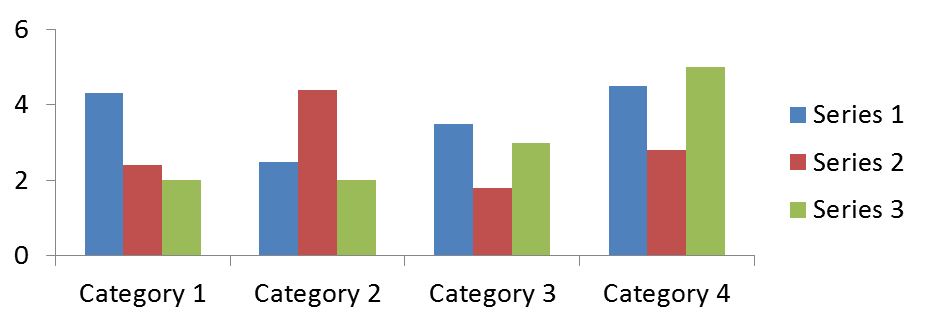 6
4
2
0
Category 1 Category 2 Category 3 Category 4
Series 1
Series 2
Series 3